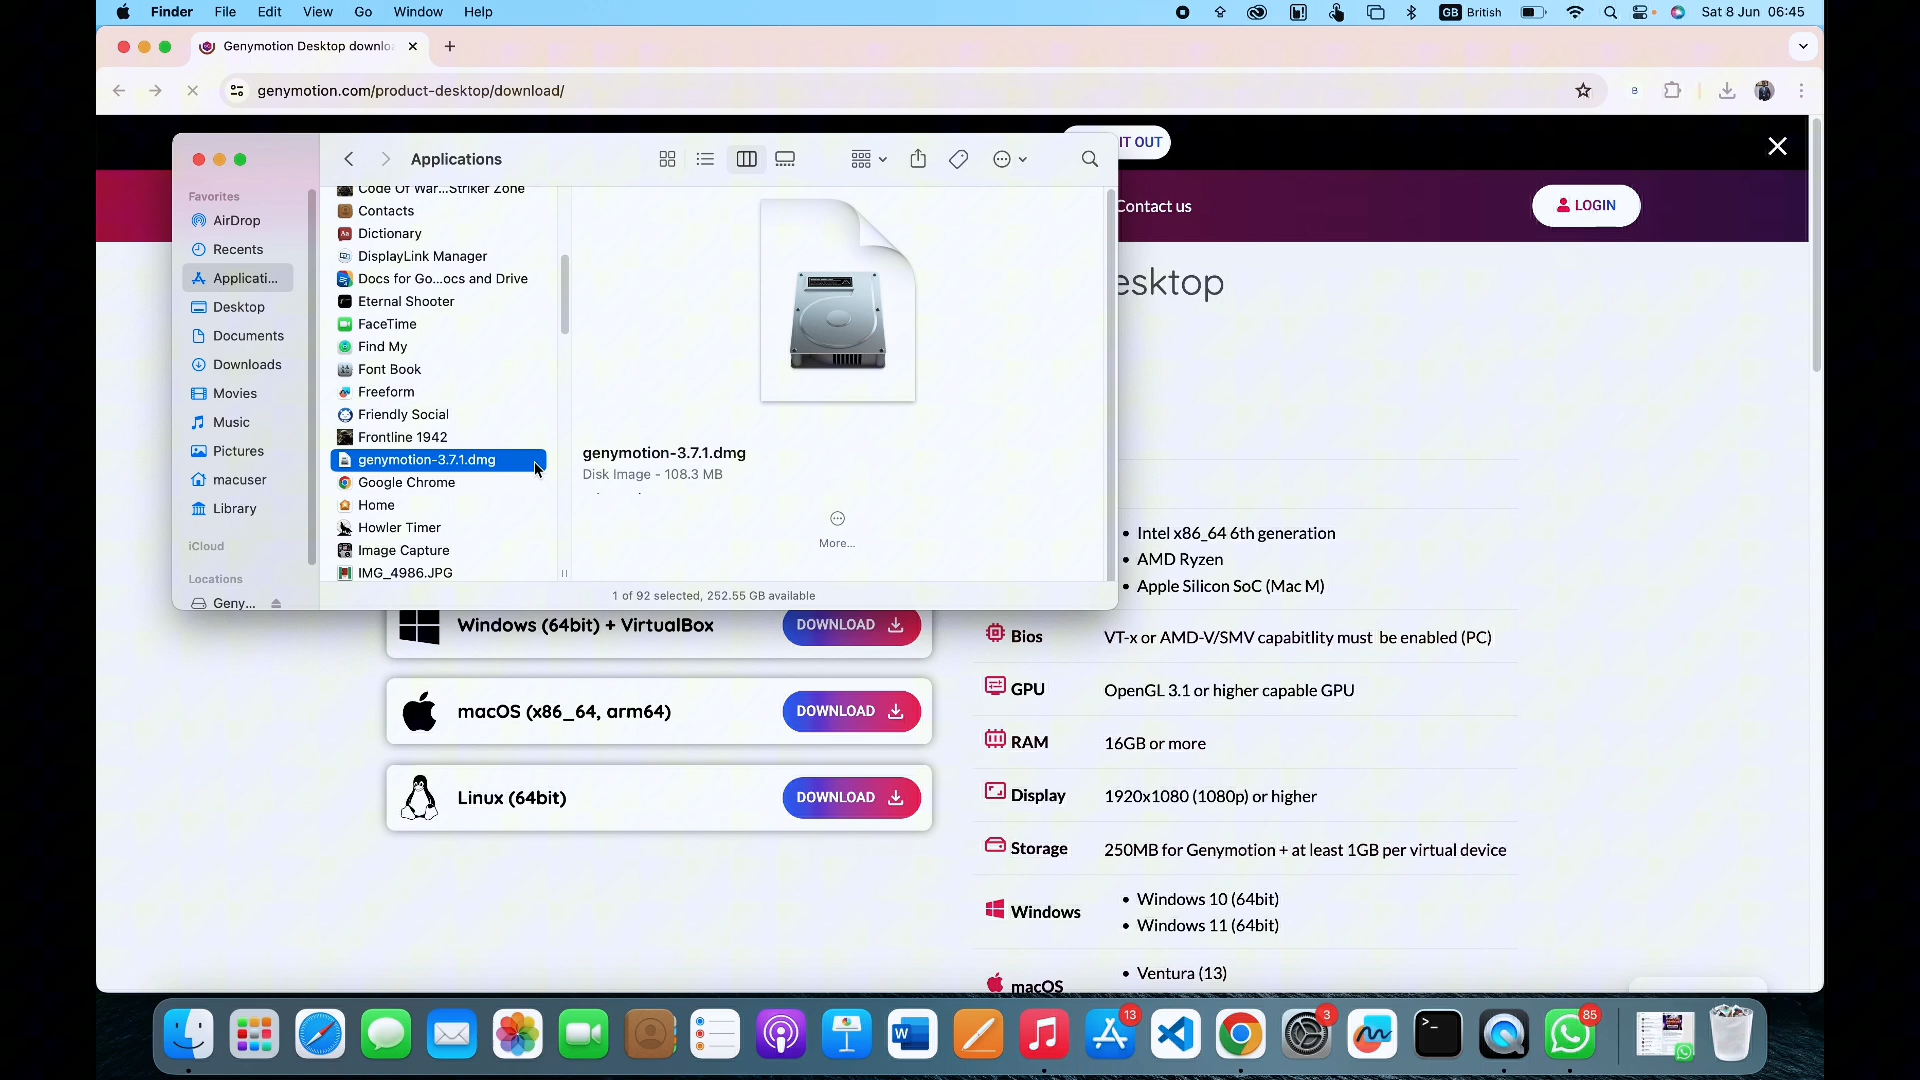 Finder File Edit View Go Window Help
GB British Sat 8 Jun 06:45
Genymotion Desktop downlo
genymotion.com/product-desktop/download/
B
IT OUT
Contact us
LOGIN
esktop
Applications
Favorites
AirDrop
Recents
Applicati...
Desktop
Documents
Downloads
Movies
Music
Pictures
macuser
Library
iCloud
Locations
Geny...
Code Of War...Striker Zone
Contacts
Dictionary
DisplayLink Manager
Docs for Go...ocs and Drive
Eternal Shooter
FaceTime
Find My
Font Book
Freeform
Friendly Social
Frontline 1942
genymotion-3.7.1.dmg
Google Chrome
Home
Howler Timer
Image Capture
IMG_4986.JPG
genymotion-3.7.1.dmg
Disk Image - 108.3 MB
More...
1 of 92 selected, 252.55 GB available
Windows (64bit) + VirtualBox DOWNLOAD
macOS (x86_64, arm64) DOWNLOAD
Linux (64bit) DOWNLOAD
• Intel x86_64 6th generation
• AMD Ryzen
• Apple Silicon SoC (Mac M)
Bios VT-x or AMD-V/SMV capabitlity must be enabled (PC)
GPU OpenGL 3.1 or higher capable GPU
RAM 16GB or more
Display 1920x1080 (1080p) or higher
Storage 250MB for Genymotion + at least 1GB per virtual device
Windows
• Windows 10 (64bit)
• Windows 11 (64bit)
macOS
• Ventura (13)
13
3
85